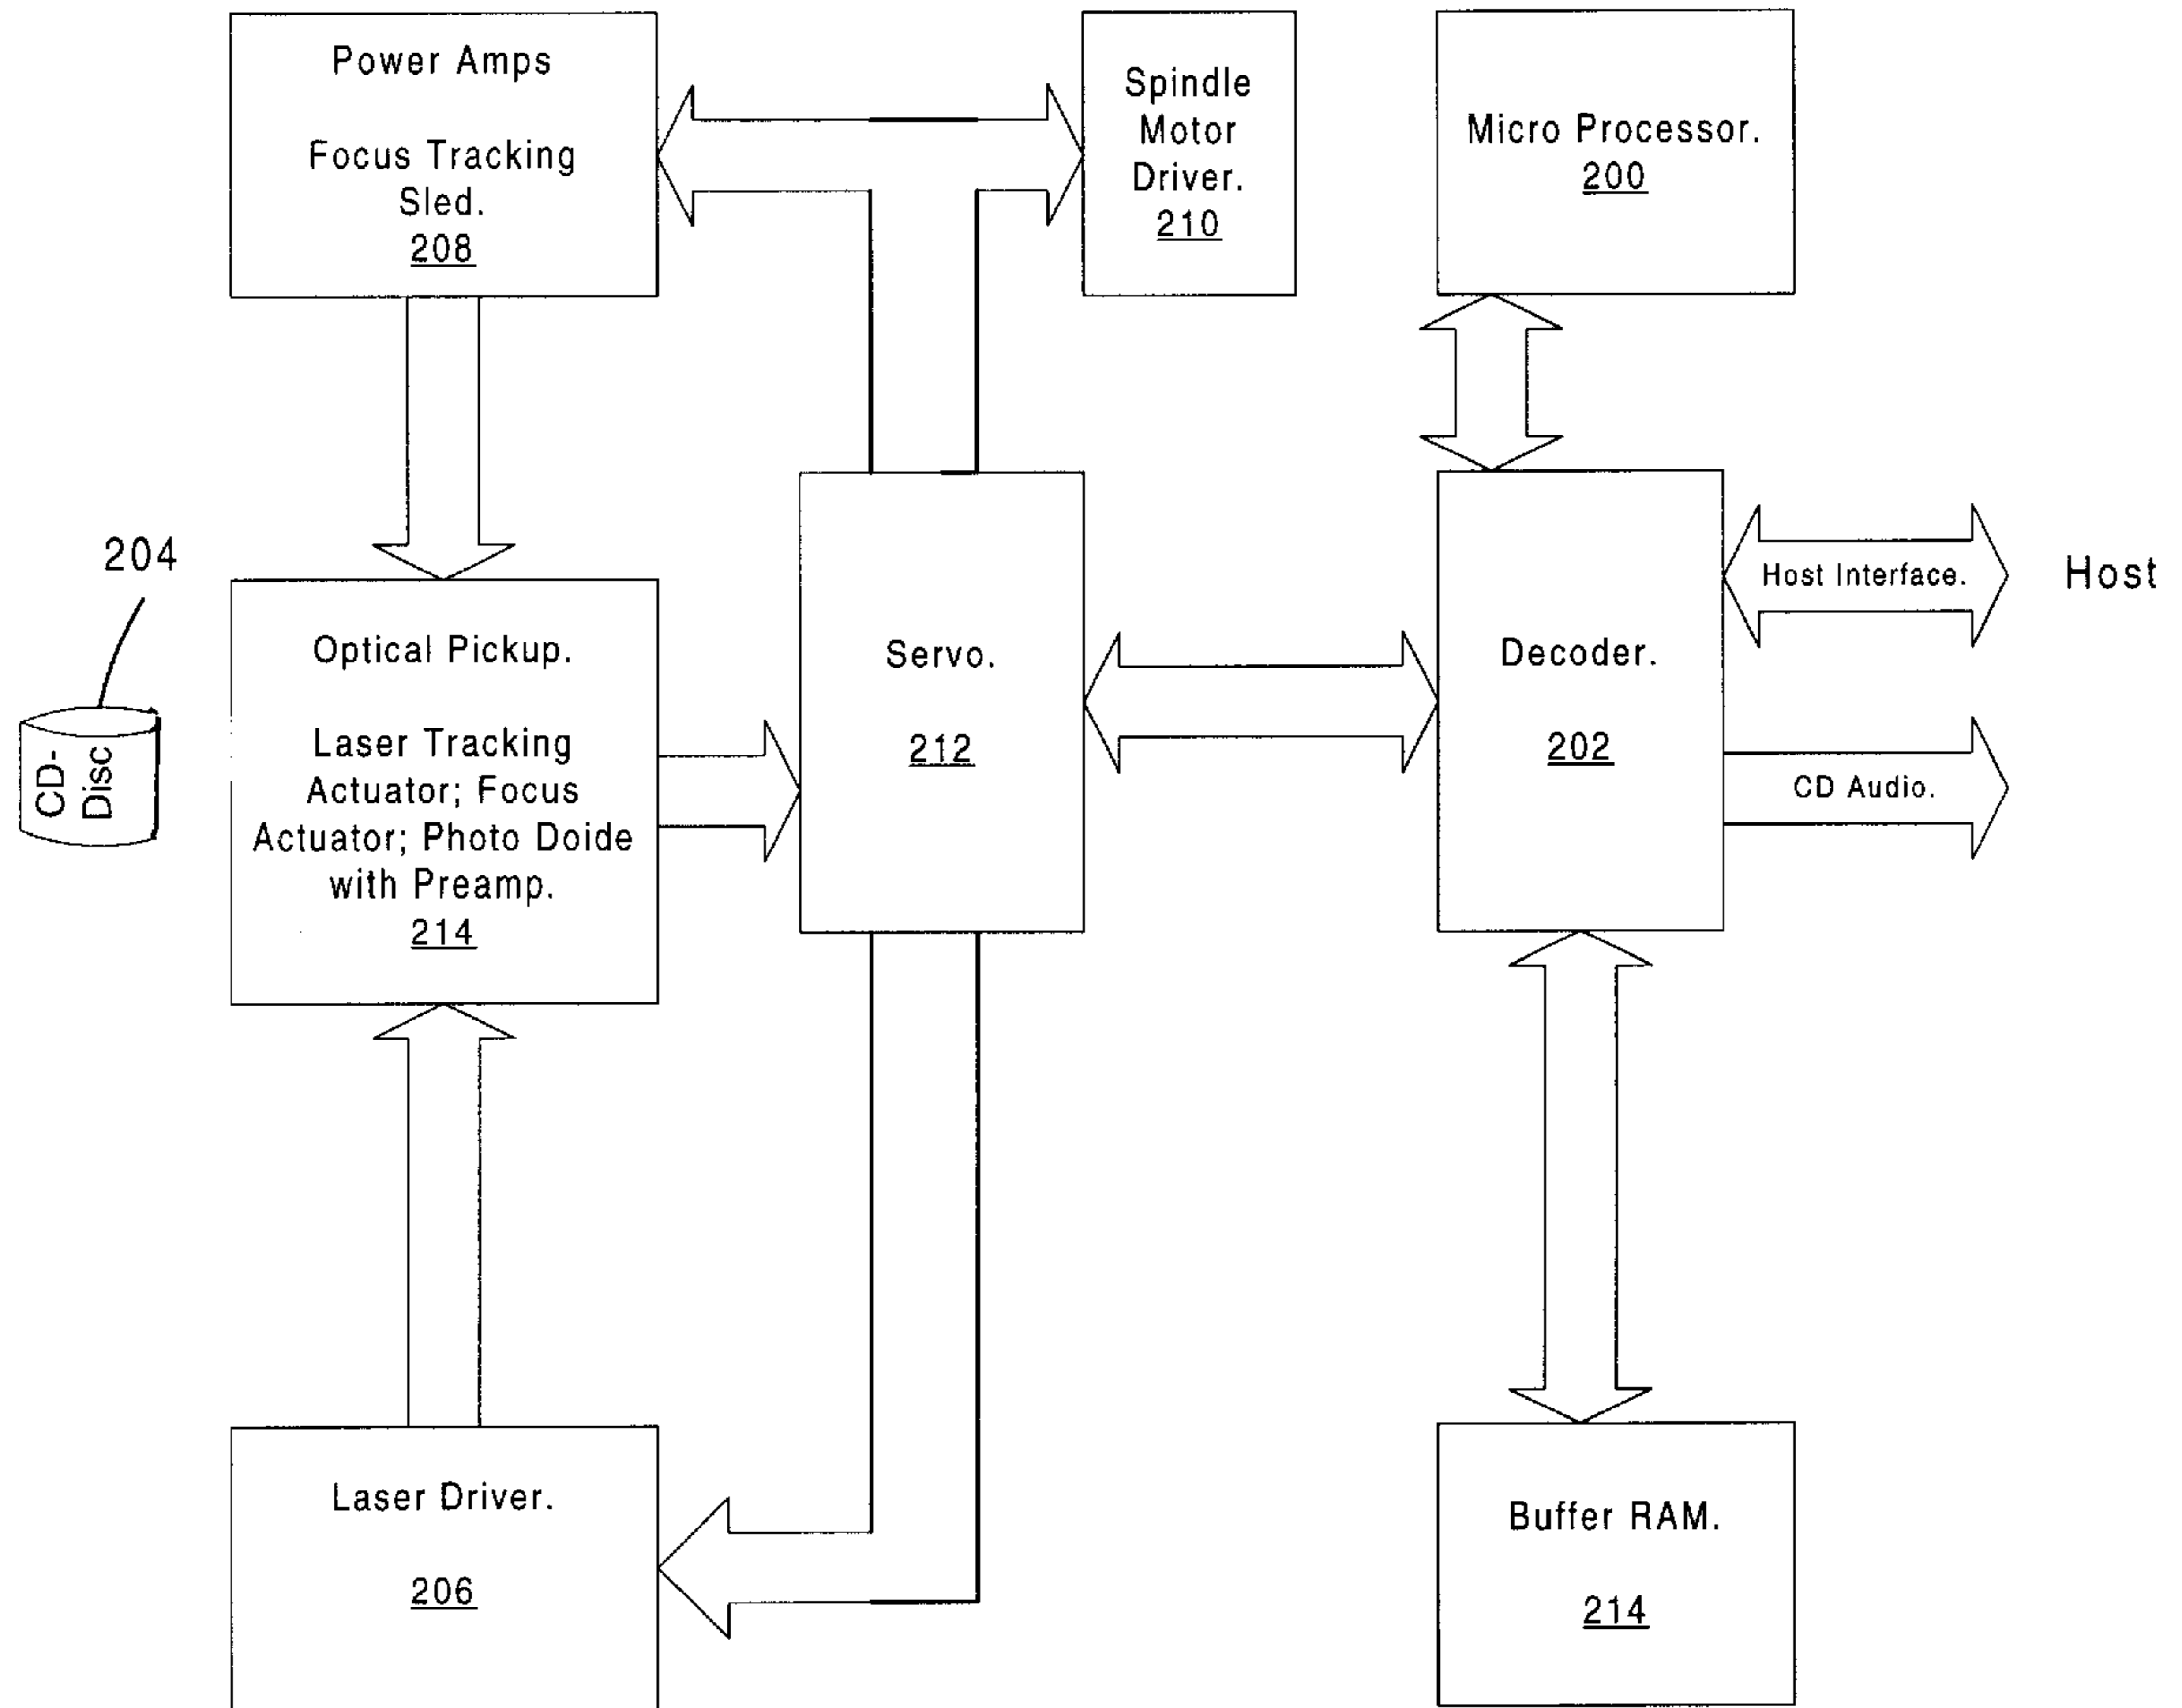 Power Amps
Focus Tracking
Sled.
208
Spindle
Motor
Driver.
210
Micro Processor.
200
204
CD-
Disc
Optical Pickup.
Laser Tracking
Actuator; Focus
Actuator; Photo Doide
with Preamp.
214
Servo.
212
Decoder.
202
Host Interface.
Host
CD Audio.
Laser Driver.
206
Buffer RAM.
214